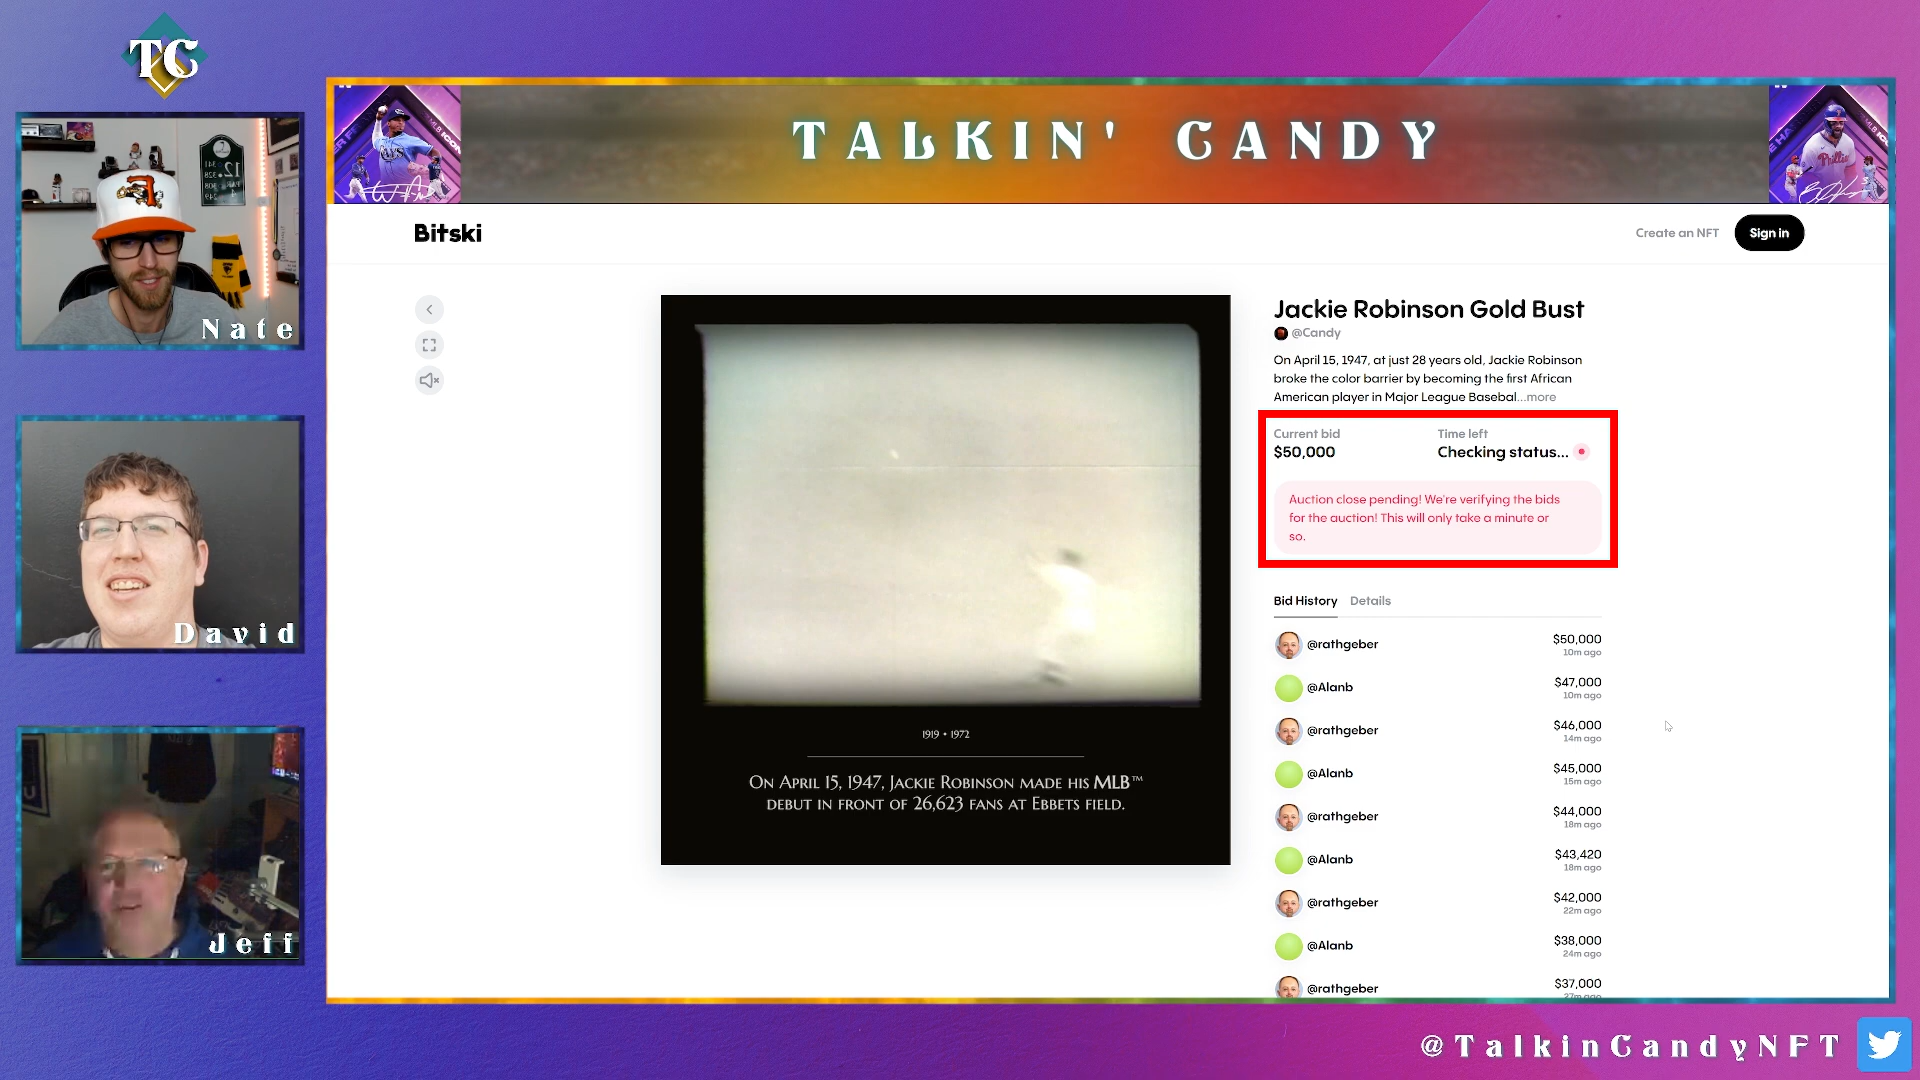 TC
TALKIN' CANDY
Nate
David
Jeff
Bitski
Create an NFT
Sign in
Jackie Robinson Gold Bust
@Candy
On April 15, 1947, at just 28 years old, Jackie Robinson
broke the color barrier by becoming the first African
American player in Major League Basebal...more
Current bid
Time left
$50,000
Checking status...
Auction close pending! We're verifying the bids
for the auction! This will only take a minute or
so.
Bid History
Details
@rathgeber
$50,000
10m ago
@Alanb
$47,000
10m ago
@rathgeber
$46,000
14m ago
@Alanb
$45,000
15m ago
@rathgeber
$44,000
18m ago
@Alanb
$43,420
18m ago
@rathgeber
$42,000
22m ago
@Alanb
$38,000
24m ago
@rathgeber
$37,000
27m ago
1919 • 1972
On April 15, 1947, Jackie Robinson made his MLB™
debut in front of 26,623 fans at Ebbets field.
@TalkinCandyNFT